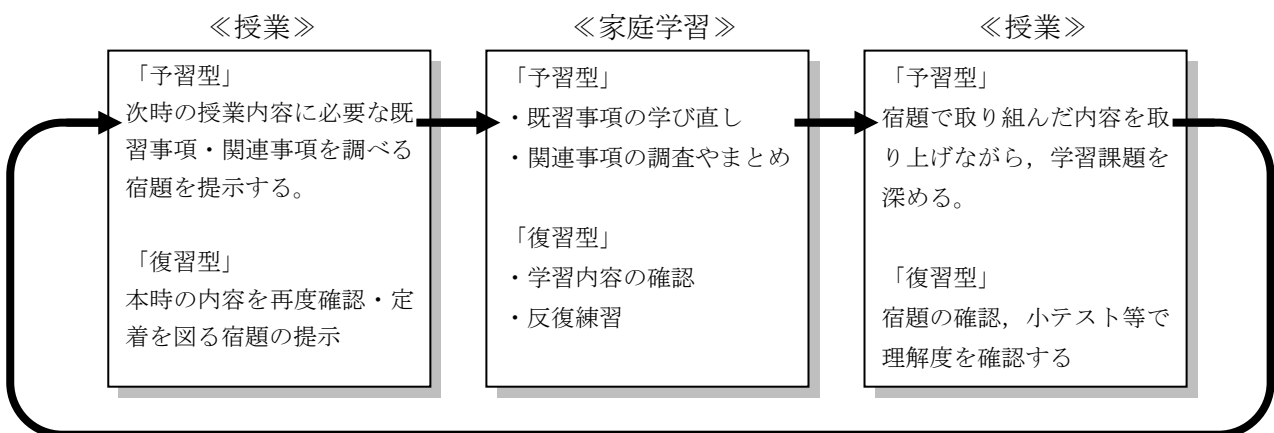 ≪授業≫
「予習型」
次時の授業内容に必要な既
習事項・関連事項を調べる
宿題を提示する。
「復習型」
本時の内容を再度確認・定
着を図る宿題の提示
≪家庭学習≫
「予習型」
・既習事項の学び直し
・関連事項の調査やまとめ
「復習型」
・学習内容の確認
・反復練習
≪授業≫
「予習型」
宿題で取り組んだ内容を取
り上げながら，学習課題を
深める。
「復習型」
宿題の確認，小テスト等で
理解度を確認する